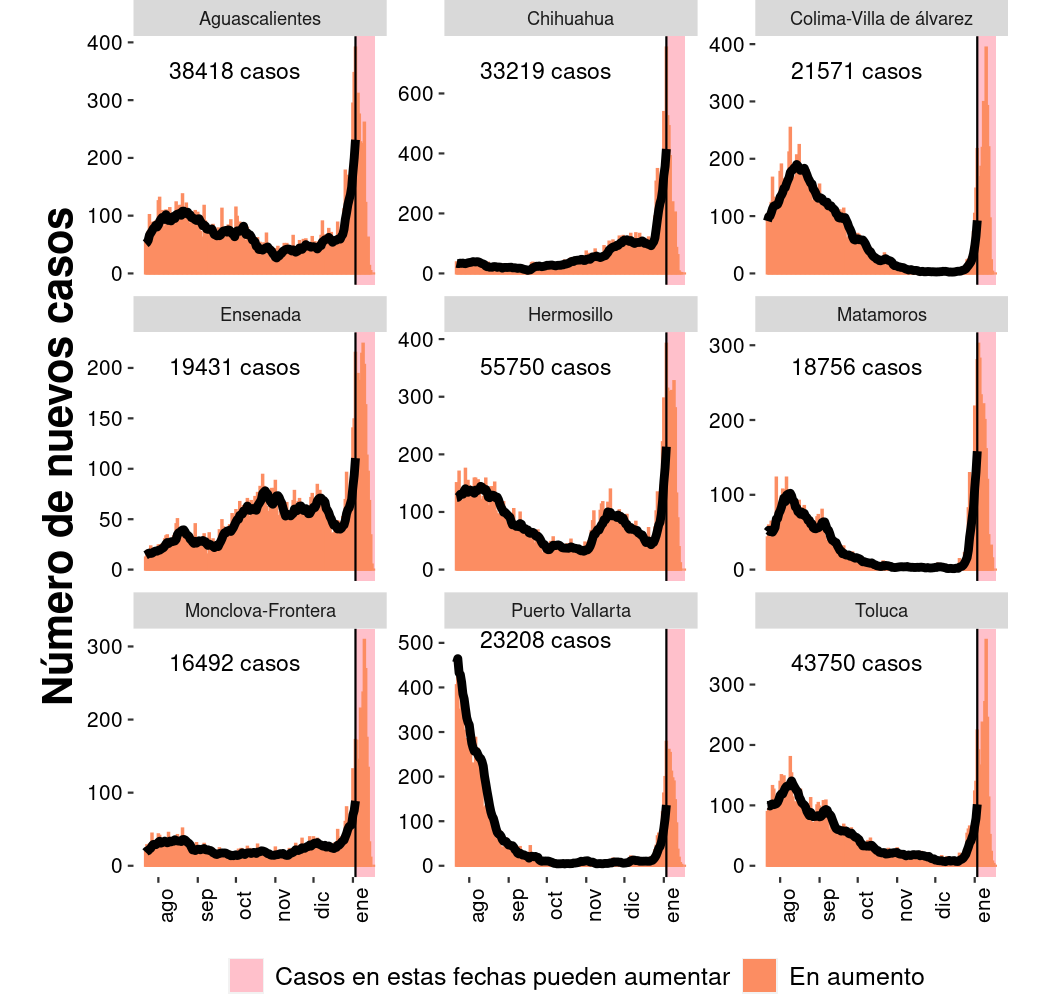 Número de nuevos casos
Aguascalientes
Chihuahua
Colima-Villa de álvarez
400
300
200
100
0
38418 casos
600
400
200
0
33219 casos
400
300
200
100
0
21571 casos
Ensenada
Hermosillo
Matamoros
200
150
100
50
0
19431 casos
400
300
200
100
0
55750 casos
300
200
100
0
18756 casos
Monclova-Frontera
Puerto Vallarta
Toluca
300
200
100
0
16492 casos
500
400
300
200
100
0
23208 casos
300
200
100
0
43750 casos
ago sep oct nov dic ene
ago sep oct nov dic ene
ago sep oct nov dic ene
Casos en estas fechas pueden aumentar
En aumento